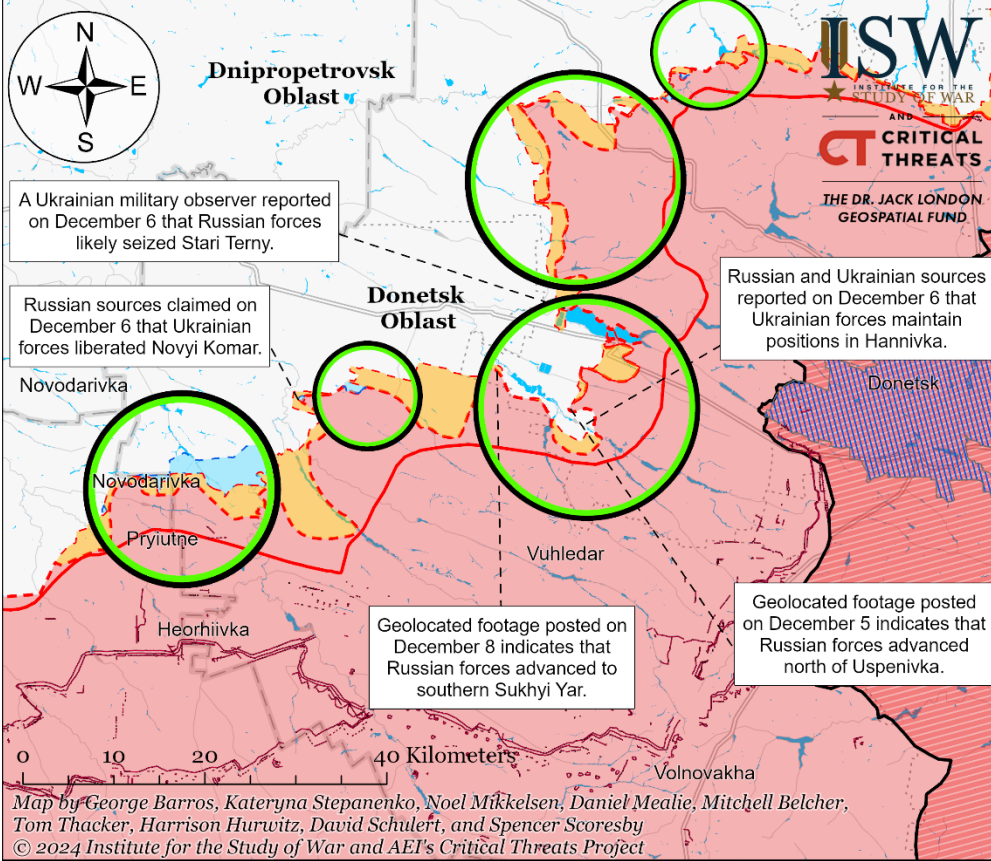 N
W
E
S
Dnipropetrovsk
Oblast
ISW
INSTITUTE FOR THE
STUDY OF WAR
AND
CT CRITICAL
THREATS
THE DR. JACK LONDON
GEOSPATIAL FUND
A Ukrainian military observer reported
on December 6 that Russian forces
likely seized Stari Terny.
Russian sources claimed on
December 6 that Ukrainian
forces liberated Novyi Komar.
Donetsk
Oblast
Russian and Ukrainian sources
reported on December 6 that
Ukrainian forces maintain
positions in Hannivka.
Novodarivka
Donetsk
Novodarivka
Pryiutne
Vuhledar
Heorhiivka
Geolocated footage posted on
December 8 indicates that
Russian forces advanced to
southern Sukhyi Yar.
Geolocated footage posted
on December 5 indicates that
Russian forces advanced
north of Uspenivka.
0 10 20 40 Kilometers
Volnovakha
Map by George Barros, Kateryna Stepanenko, Noel Mikkelsen, Daniel Mealie, Mitchell Belcher,
Tom Thacker, Harrison Hurwitz, David Schulert, and Spencer Scoresby
© 2024 Institute for the Study of War and AEI's Critical Threats Project